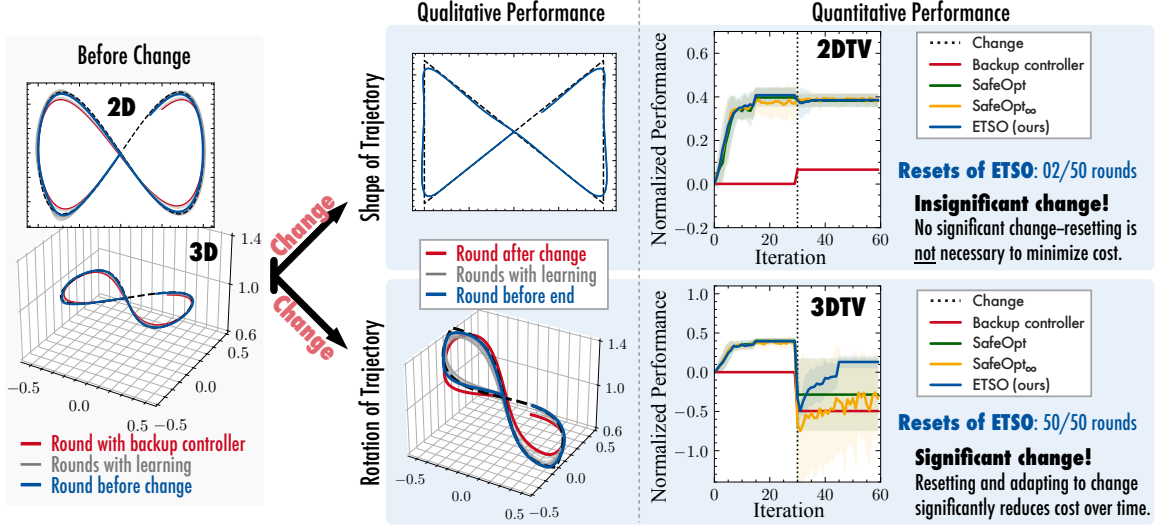 Qualitative Performance
Quantitative Performance
Before Change
2D
3D
1.4
1.0
0.6
0.5
0.0
−0.5
−0.5
0.0
0.5
Round with backup controller
Rounds with learning
Round before change
Change
Change
Shape of Trajectory
Rotation of Trajectory
Round after change
Rounds with learning
Round before end
1.4
1.0
0.6
0.6
0.0
−0.5
−0.5
0.0
0.5
Normalized Performance
0.6
0.4
0.2
0.0
−0.2
0
20
40
60
Iteration
2DTV
Change
Backup controller
SafeOpt
SafeOpt∞
ETSO (ours)
Resets of ETSO: 02/50 rounds
Insignificant change!
No significant change–resetting is
not necessary to minimize cost.
Normalized Performance
0.5
0.0
−0.5
−1.0
0
20
40
60
Iteration
3DTV
Change
Backup controller
SafeOpt
SafeOpt∞
ETSO (ours)
Resets of ETSO: 50/50 rounds
Significant change!
Resetting and adapting to change
significantly reduces cost over time.